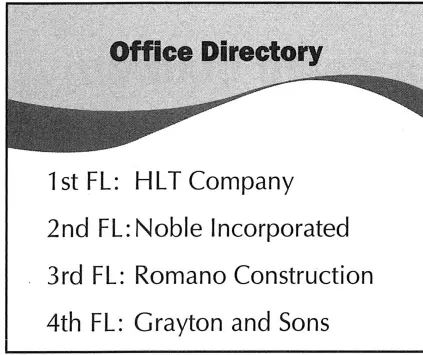 Office Directory
1st FL: HLT Company
2nd FL: Noble Incorporated
3rd FL: Romano Construction
4th FL: Grayton and Sons